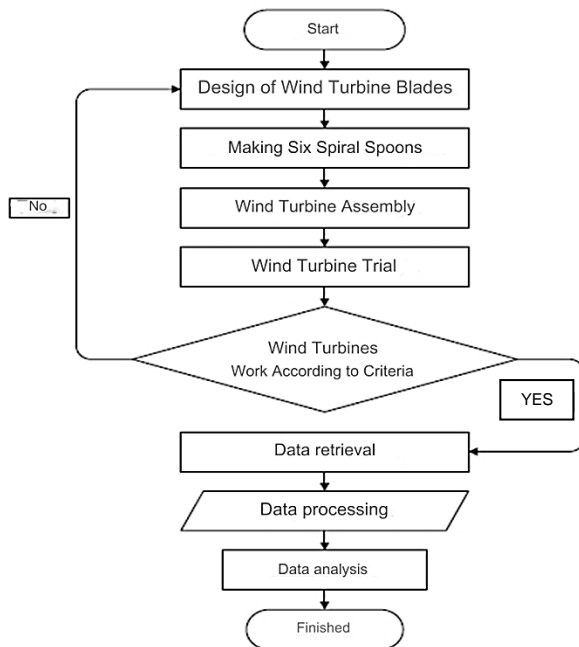 Start
Design of Wind Turbine Blades
Making Six Spiral Spoons
No
Wind Turbine Assembly
Wind Turbine Trial
Wind Turbines
Work According to Criteria
YES
Data retrieval
Data processing
Data analysis
Finished